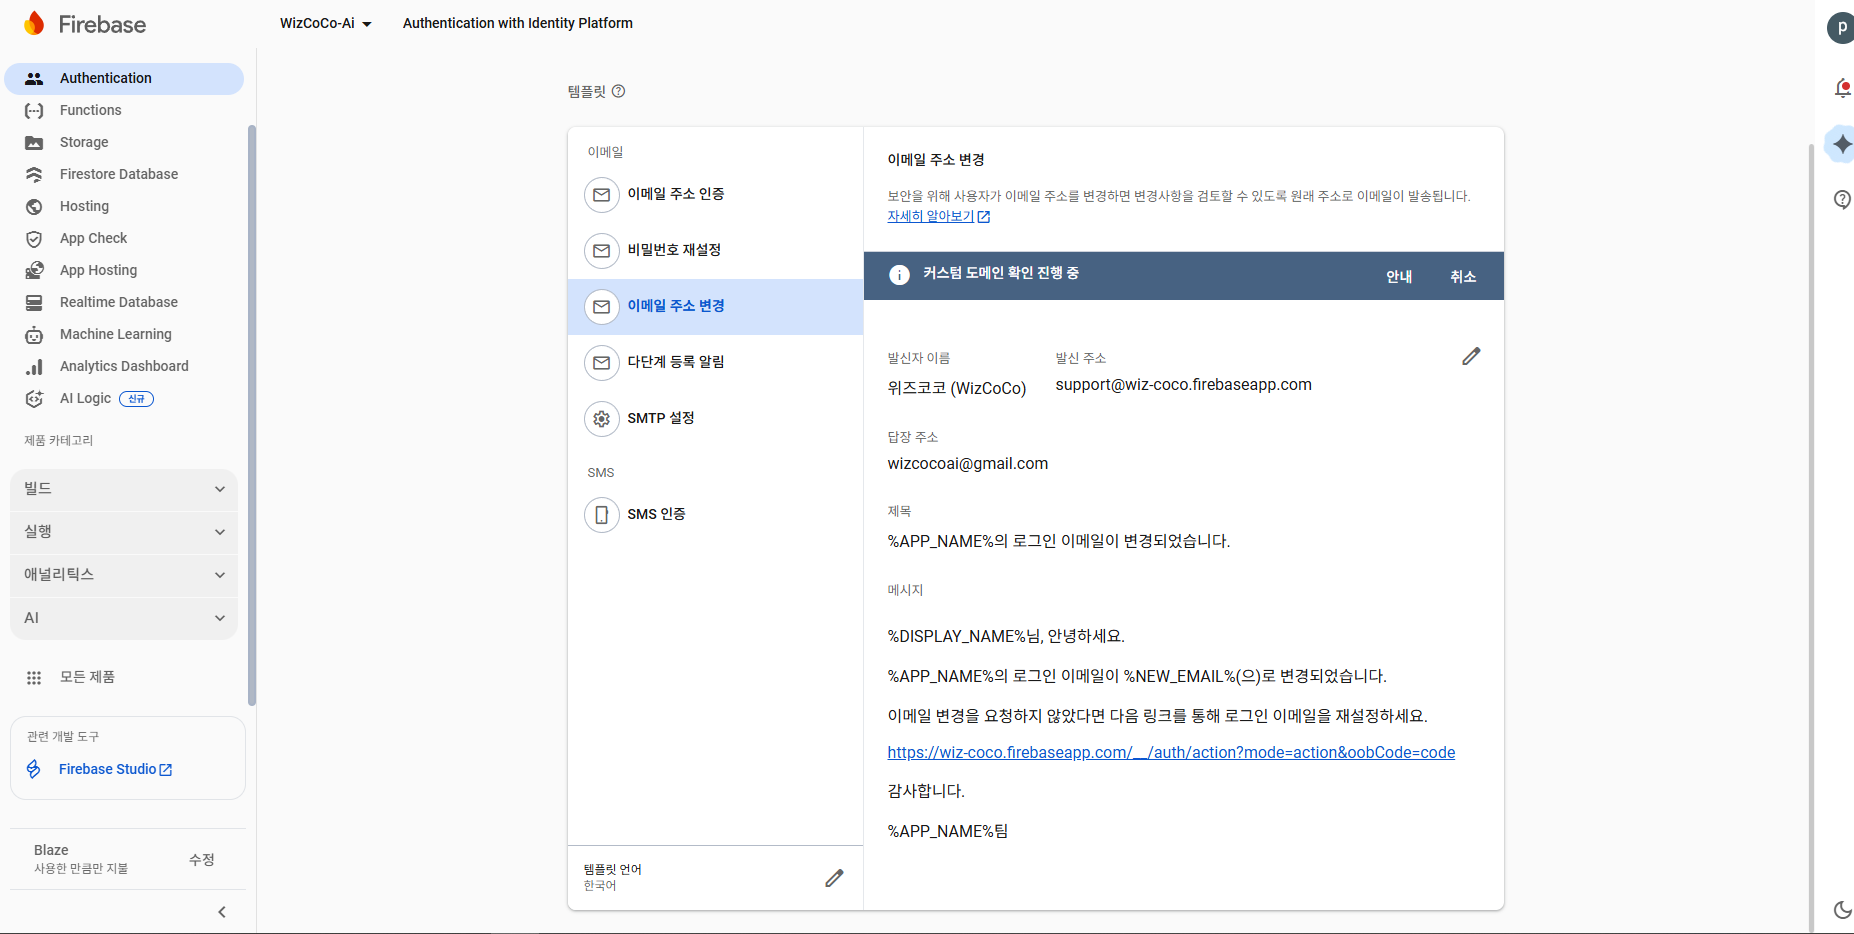 Firebase
WizCoCo-Ai
Authentication with Identity Platform
P
Authentication
Functions
Storage
Firestore Database
Hosting
App Check
App Hosting
Realtime Database
Machine Learning
Analytics Dashboard
AI Logic 신규
제품 카테고리
빌드
실행
애널리틱스
AI
모든 제품
관련 개발 도구
Firebase Studio
Blaze
사용한 만큼만 지불
수정
템플릿
이메일
이메일 주소 인증
비밀번호 재설정
이메일 주소 변경
다단계 등록 알림
SMTP 설정
SMS
SMS 인증
템플릿 언어
한국어
이메일 주소 변경
보안을 위해 사용자가 이메일 주소를 변경하면 변경사항을 검토할 수 있도록 원래 주소로 이메일이 발송됩니다.
자세히 알아보기
커스텀 도메인 확인 진행 중
안내
취소
발신자 이름
위즈코코 (WizCoCo)
발신 주소
support@wiz-coco.firebaseapp.com
답장 주소
wizcocoai@gmail.com
제목
%APP_NAME%의 로그인 이메일이 변경되었습니다.
메시지
%DISPLAY_NAME%님, 안녕하세요.
%APP_NAME%의 로그인 이메일이 %NEW_EMAIL%(으)로 변경되었습니다.
이메일 변경을 요청하지 않았다면 다음 링크를 통해 로그인 이메일을 재설정하세요.
https://wiz-coco.firebaseapp.com/__/auth/action?mode=action&oobCode=code
감사합니다.
%APP_NAME%팀